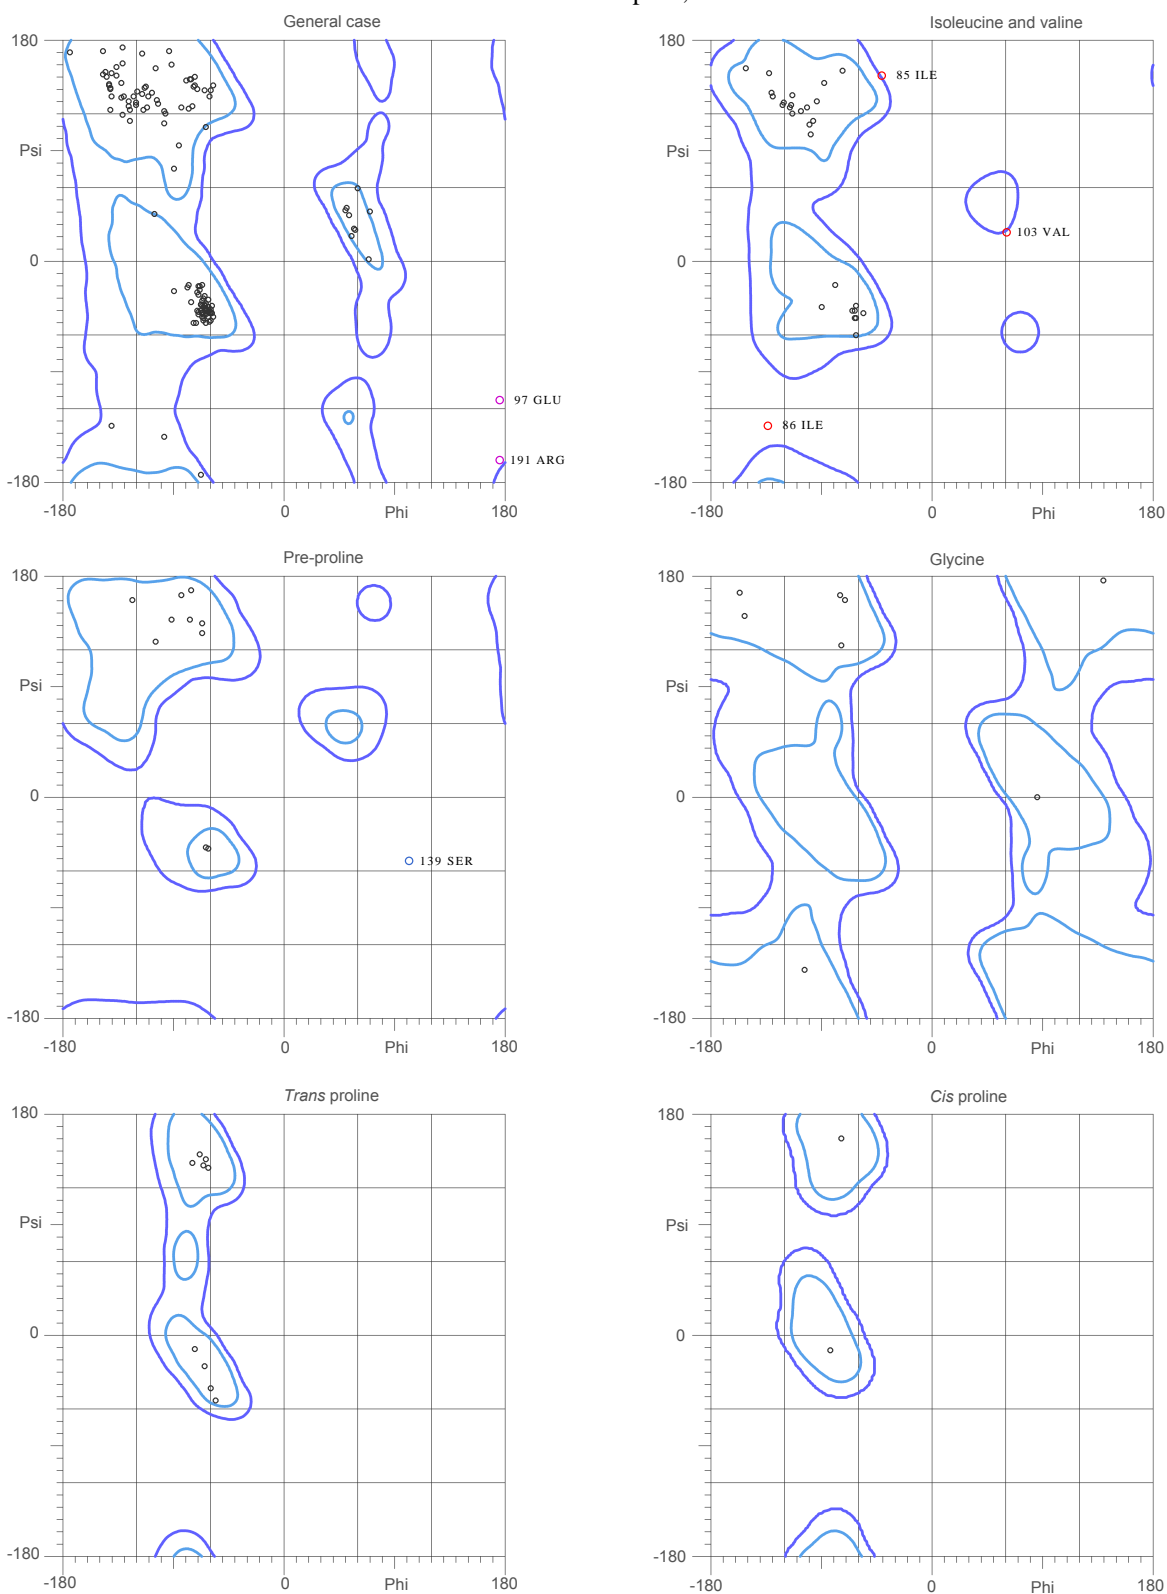 General case
Isoleucine and valine
180
180
85 ILE
Psi
Psi
103 VAL
0
0
97 GLU
86 ILE
191 ARG
-180
-180
-180
0
Phi
180
-180
0
Phi
180
Pre-proline
Glycine
180
180
Psi
Psi
0
0
139 SER
-180
-180
-180
0
Phi
180
-180
0
Phi
180
Trans proline
Cis proline
180
180
Psi
Psi
0
0
-180
-180
-180
0
Phi
180
-180
0
Phi
180